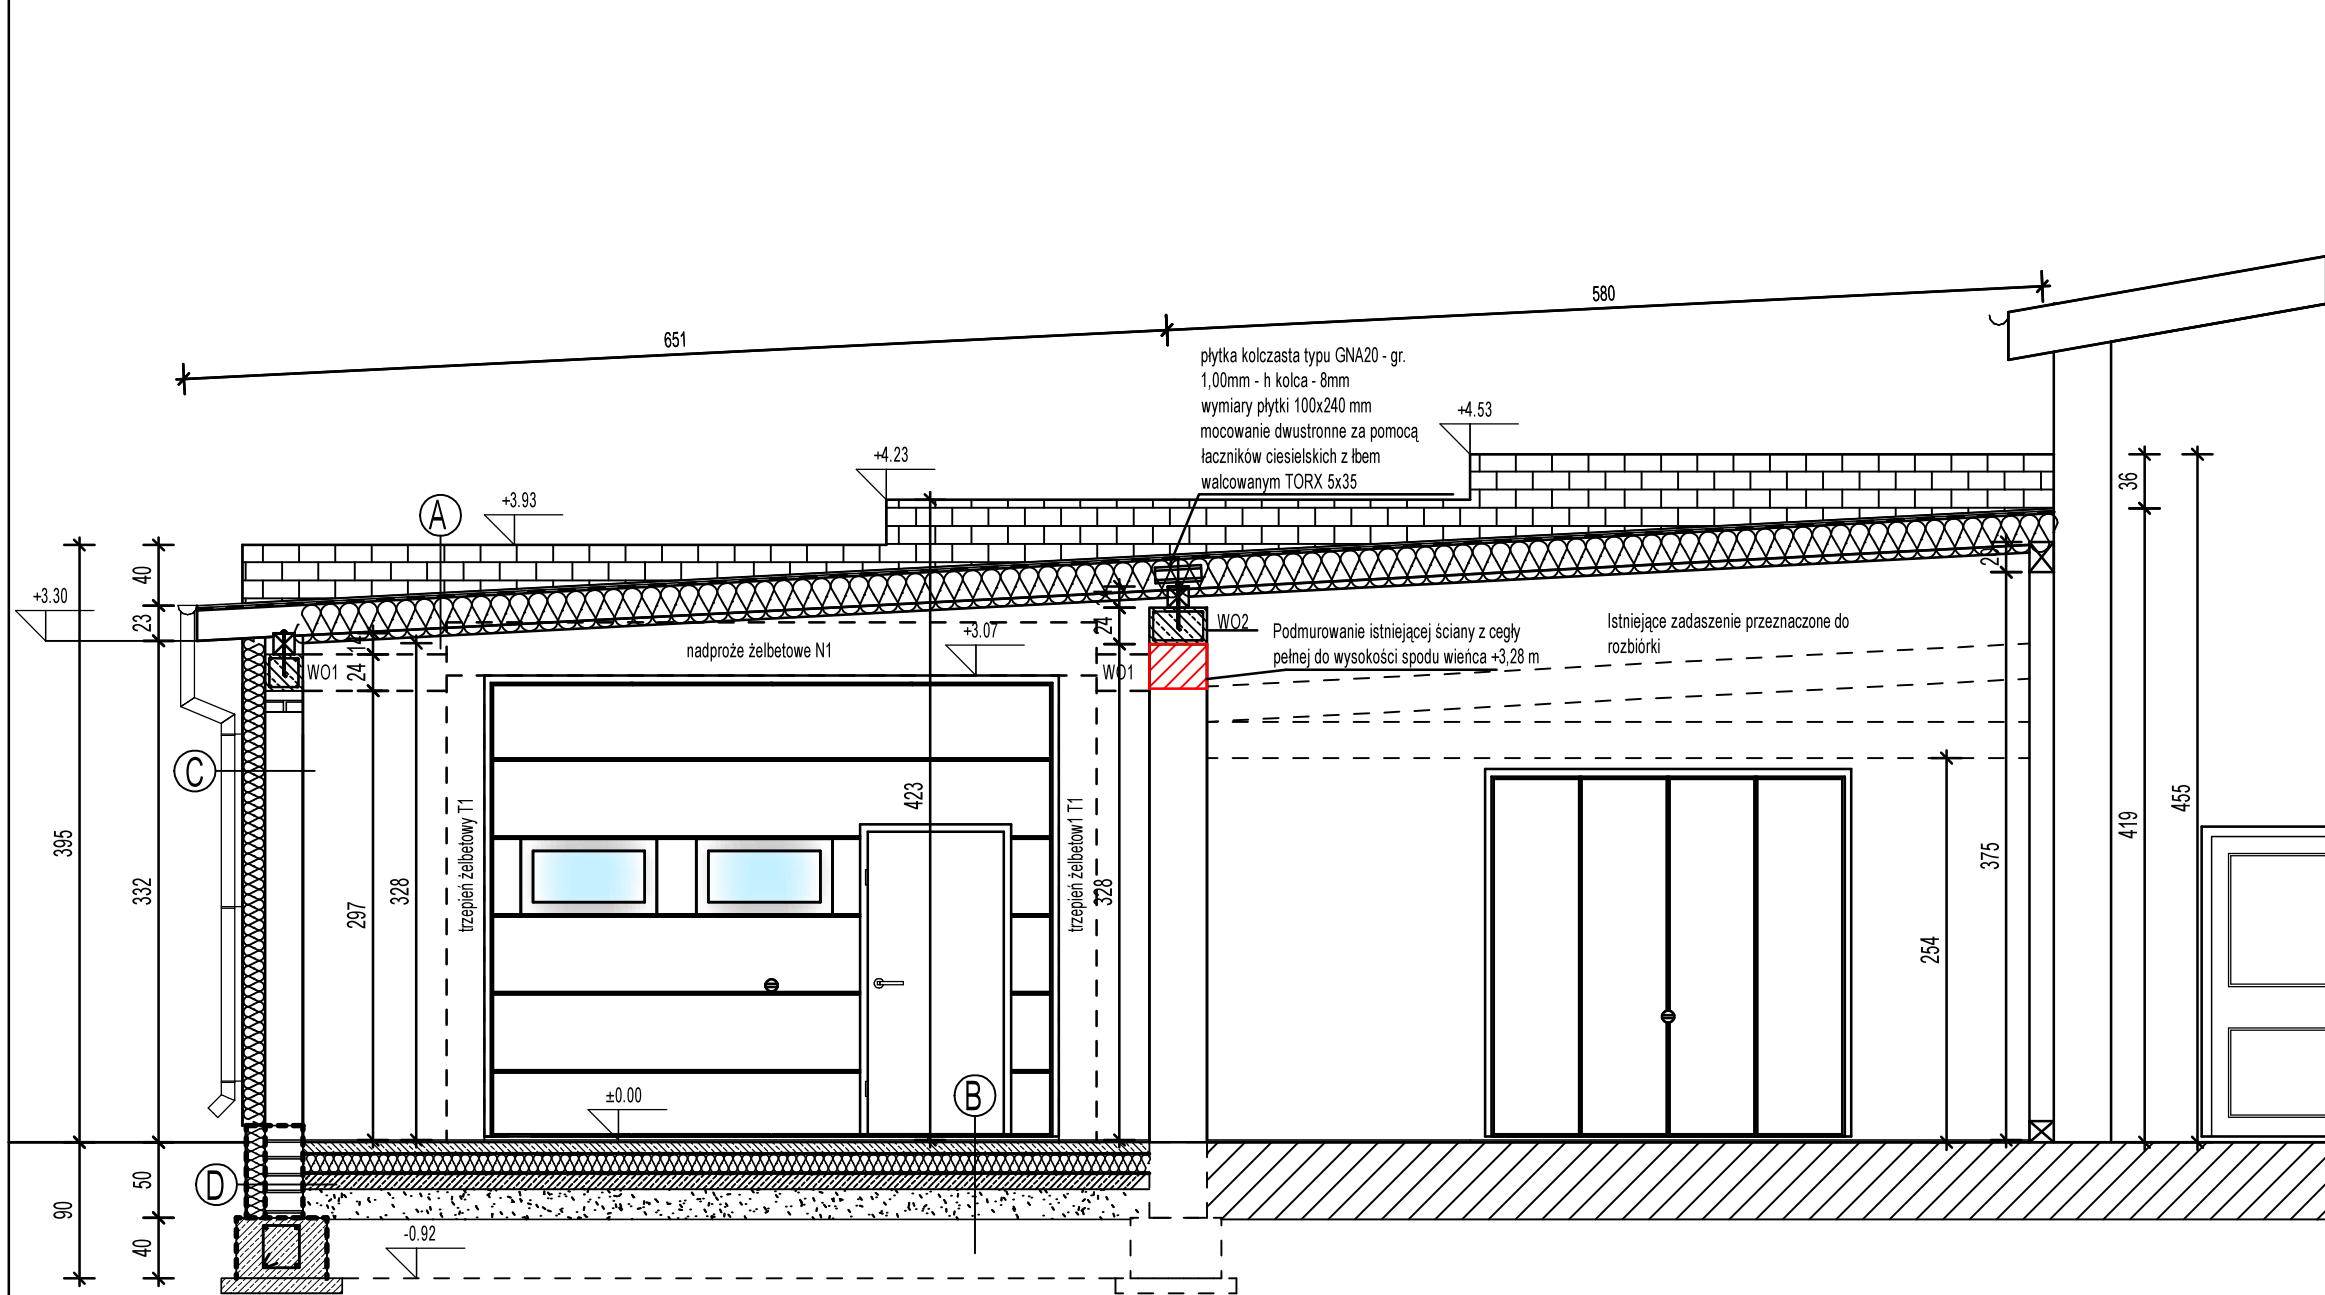 580
651
płytka kolczasta typu GNA20 - gr.
1,00mm - h kolca - 8mm
wymiary płytki 100x240 mm
mocowanie dwustronne za pomocą
łaczników ciesielskich z łbem
walcowanym TORX 5x35
+4.53
+4.23
+3.93
A
+3.30
40
23
36
WO1
14
24
nadproże żelbetowe N1
+3.07
24
WO1
WO2
Podmurowanie istniejącej ściany z cegły
pełnej do wysokości spodu wieńca +3,28 m
Istniejące zadaszenie przeznaczone do
rozbiórki
C
395
332
297
328
trzepień żelbetowy T1
423
trzepień żelbetow1 T1
328
254
375
419
455
±0.00
B
D
50
90
40
-0.92